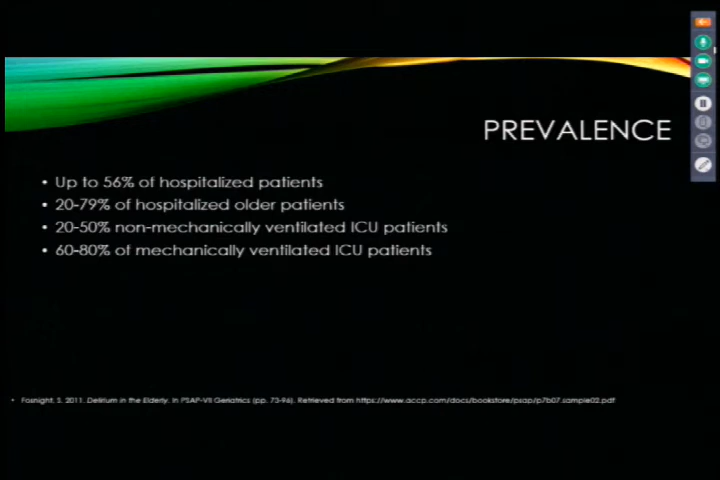 PREVALENCE
• Up to 56% of hospitalized patients
• 20-79% of hospitalized older patients
• 20-50% non-mechanically ventilated ICU patients
• 60-80% of mechanically ventilated ICU patients
• Fosnight, S. 2011. Delirium in the Elderly. In PSAP-VII Geriatrics (pp. 73-96). Retrieved from https://www.accp.com/docs/bookstore/psap/p7b07.sample02.pdf